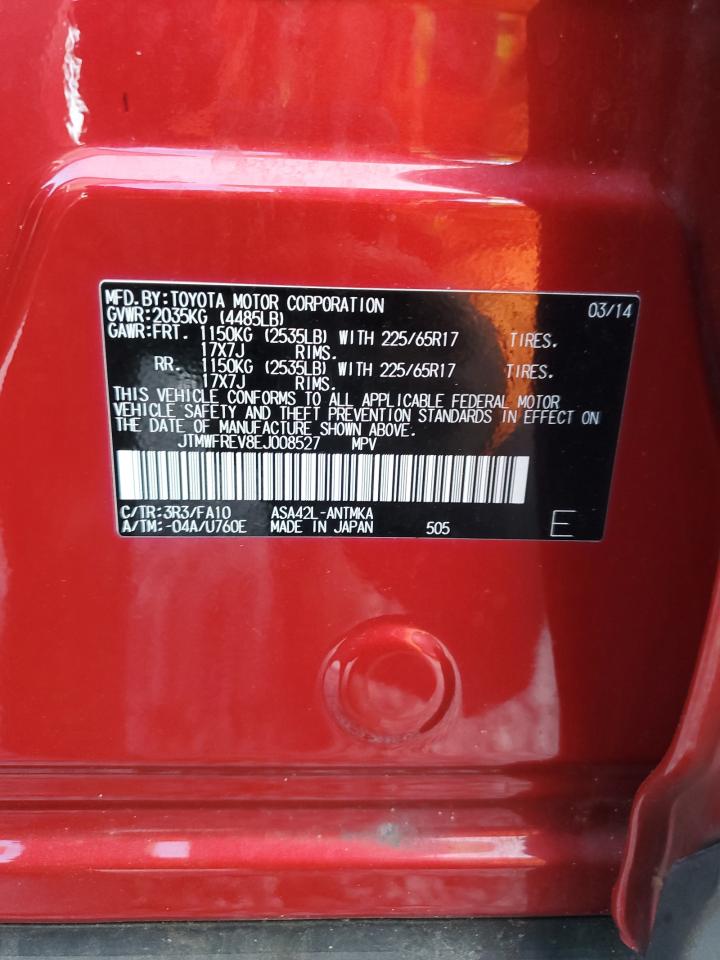 MFD.BY:TOYOTA MOTOR CORPORATION 03/14
GVWR:2035KG (4485LB)
GAWR:FRT. 1150KG (2535LB) WITH 225/65R17 TIRES.
17X7J RIMS.
RR. 1150KG (2535LB) WITH 225/65R17 TIRES.
17X7J RIMS.
THIS VEHICLE CONFORMS TO ALL APPLICABLE FEDERAL MOTOR
VEHICLE SAFETY AND THEFT PREVENTION STANDARDS IN EFFECT ON
THE DATE OF MANUFACTURE SHOWN ABOVE.
JTMWFREV8EJ008527 MPV
C/TR:3R3/FA10 ASA42L-ANTMKA
A/TM:-04A/U760E MADE IN JAPAN 505 E